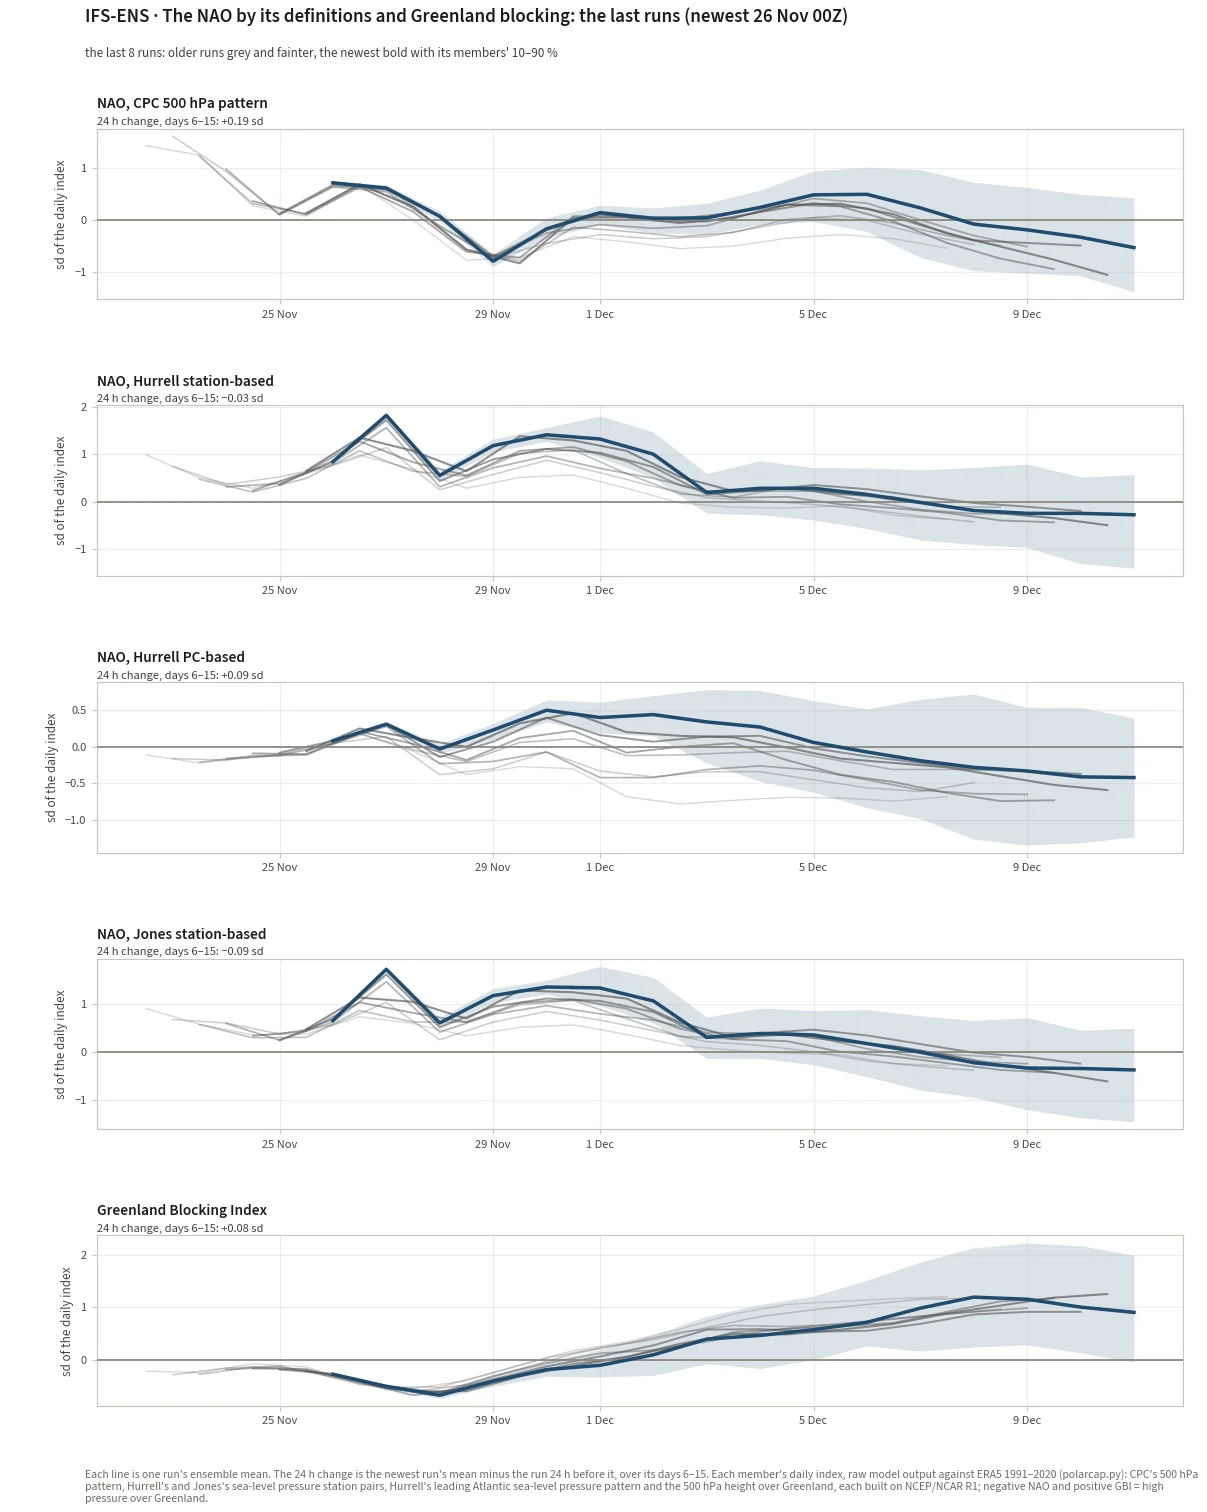 IFS-ENS · The NAO by its definitions and Greenland blocking: the last runs (newest 26 Nov 00Z)
the last 8 runs: older runs grey and fainter, the newest bold with its members' 10–90 %
NAO, CPC 500 hPa pattern
24 h change, days 6–15: +0.19 sd
sd of the daily index
1
0
−1
25 Nov
29 Nov
1 Dec
5 Dec
9 Dec
NAO, Hurrell station-based
24 h change, days 6–15: −0.03 sd
sd of the daily index
2
1
0
−1
25 Nov
29 Nov
1 Dec
5 Dec
9 Dec
NAO, Hurrell PC-based
24 h change, days 6–15: +0.09 sd
sd of the daily index
0.5
0.0
−0.5
−1.0
25 Nov
29 Nov
1 Dec
5 Dec
9 Dec
NAO, Jones station-based
24 h change, days 6–15: −0.09 sd
sd of the daily index
1
0
−1
25 Nov
29 Nov
1 Dec
5 Dec
9 Dec
Greenland Blocking Index
24 h change, days 6–15: +0.08 sd
sd of the daily index
2
1
0
25 Nov
29 Nov
1 Dec
5 Dec
9 Dec
Each line is one run's ensemble mean. The 24 h change is the newest run's mean minus the run 24 h before it, over its days 6–15. Each member's daily index, raw model output against ERA5 1991–2020 (polarcap.py): CPC's 500 hPa
pattern, Hurrell's and Jones's sea-level pressure station pairs, Hurrell's leading Atlantic sea-level pressure pattern and the 500 hPa height over Greenland, each built on NCEP/NCAR R1; negative NAO and positive GBI = high
pressure over Greenland.